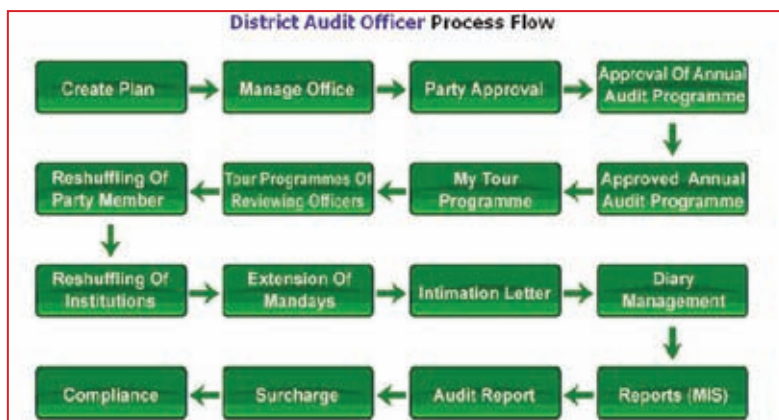 District Audit Officer Process Flow
Create Plan
Manage Office
Party Approval
Approval Of Annual
Audit Programme
Approved Annual
Audit Programme
My Tour
Programme
Tour Programmes Of
Reviewing Officers
Reshuffling Of
Party Member
Reshuffling Of
Institutions
Extension Of
Mandays
Intimation Letter
Diary
Management
Reports (MIS)
Audit Report
Surcharge
Compliance